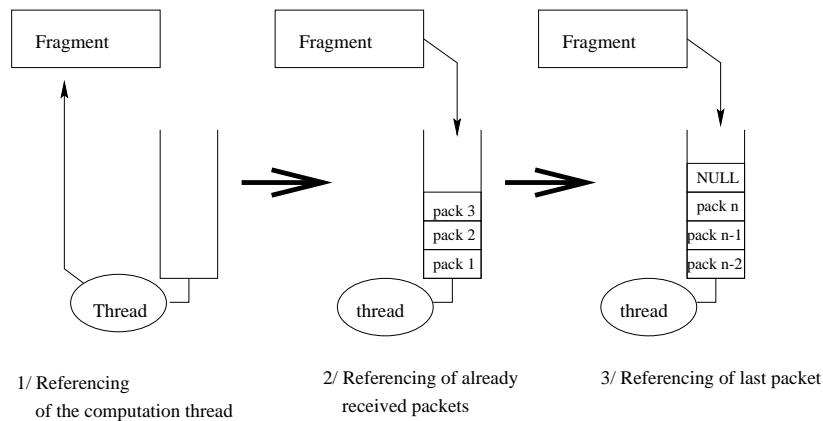 Fragment
Fragment
Fragment
NULL
pack 3
pack n
pack 2
pack n-1
pack 1
pack n-2
Thread
thread
thread
1/ Referencing
of the computation thread
2/ Referencing of already
received packets
3/ Referencing of last packet